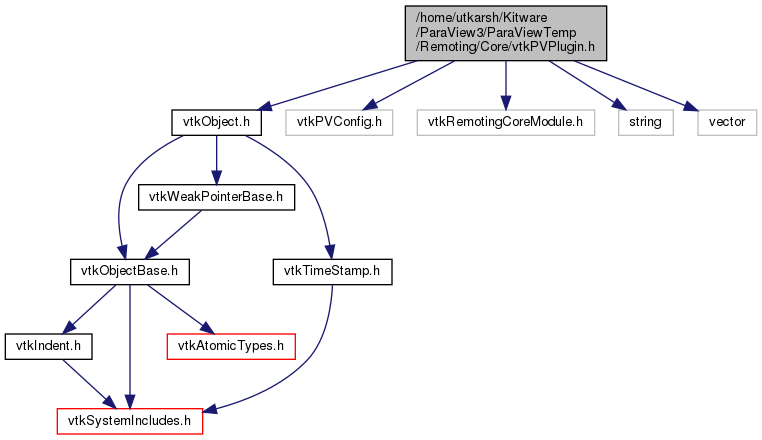 /home/utkarsh/Kitware
/ParaView3/ParaViewTemp
/Remoting/Core/vtkPVPlugin.h
vtkObject.h
vtkPVConfig.h
vtkRemotingCoreModule.h
string
vector
vtkWeakPointerBase.h
vtkObjectBase.h
vtkTimeStamp.h
vtkIndent.h
vtkAtomicTypes.h
vtkSystemIncludes.h